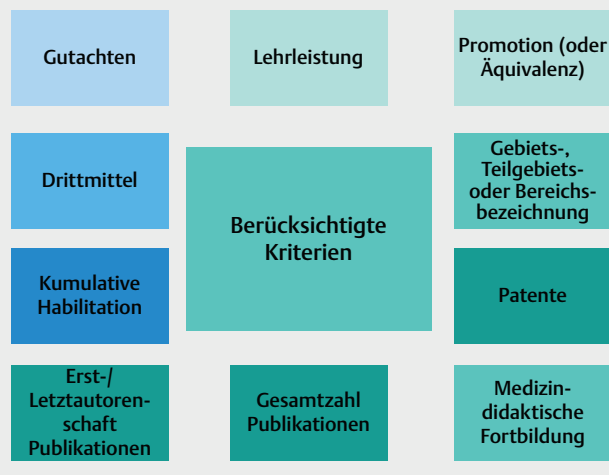 Gutachten
Lehrleistung
Promotion (oder
Äquivalenz)
Drittmittel
Berücksichtigte
Kriterien
Gebiets-,
Teilgebiets-
oder Bereichs-
bezeichnung
Kumulative
Habilitation
Patente
Erst-/
Letztautoren-
schaft
Publikationen
Gesamtzahl
Publikationen
Medizin-
didaktische
Fortbildung